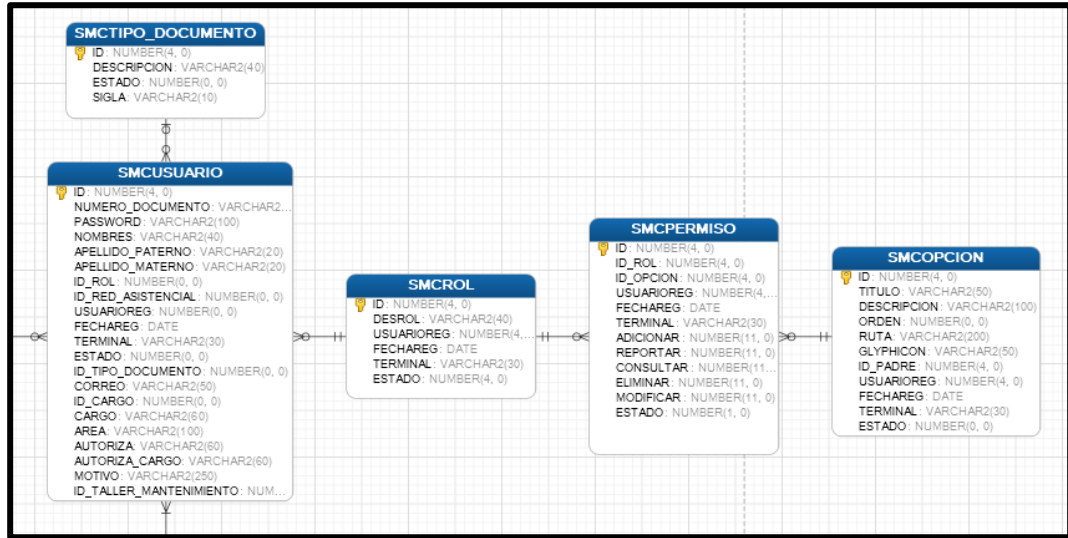 SMCTIPO_DOCUMENTO
ID: NUMBER(4, 0)
DESCRIPCION: VARCHAR2(40)
ESTADO: NUMBER(0, 0)
SIGLA: VARCHAR2(10)
SMCUSUARIO
ID: NUMBER(4, 0)
NUMERO_DOCUMENTO: VARCHAR2...
PASSWORD: VARCHAR2(100)
NOMBRES: VARCHAR2(40)
APELLIDO_PATERNO: VARCHAR2(20)
APELLIDO_MATERNO: VARCHAR2(20)
ID_ROL: NUMBER(0, 0)
ID_RED_ASISTENCIAL: NUMBER(0, 0)
USUARIOREG: NUMBER(0, 0)
FECHAREG: DATE
TERMINAL: VARCHAR2(30)
ESTADO: NUMBER(0, 0)
ID_TIPO_DOCUMENTO: NUMBER(0, 0)
CORREO: VARCHAR2(50)
ID_CARGO: NUMBER(0, 0)
CARGO: VARCHAR2(60)
AREA: VARCHAR2(100)
AUTORIZA: VARCHAR2(60)
AUTORIZA_CARGO: VARCHAR2(60)
MOTIVO: VARCHAR2(250)
ID_TALLER_MANTENIMIENTO: NUM...
SMCROL
ID: NUMBER(4, 0)
DESROL: VARCHAR2(40)
USUARIOREG: NUMBER(4,...
FECHAREG: DATE
TERMINAL: VARCHAR2(30)
ESTADO: NUMBER(4, 0)
SMCPERMISO
ID: NUMBER(4, 0)
ID_ROL: NUMBER(4, 0)
ID_OPCION: NUMBER(4, 0)
USUARIOREG: NUMBER(4,...
FECHAREG: DATE
TERMINAL: VARCHAR2(30)
ADICIONAR: NUMBER(11, 0)
REPORTAR: NUMBER(11, 0)
CONSULTAR: NUMBER(11...
ELIMINAR: NUMBER(11, 0)
MODIFICAR: NUMBER(11, 0)
ESTADO: NUMBER(1, 0)
SMCOPCION
ID: NUMBER(4, 0)
TITULO: VARCHAR2(50)
DESCRIPCION: VARCHAR2(100)
ORDEN: NUMBER(0, 0)
RUTA: VARCHAR2(200)
GLYPHICON: VARCHAR2(50)
ID_PADRE: NUMBER(4, 0)
USUARIOREG: NUMBER(4, 0)
FECHAREG: DATE
TERMINAL: VARCHAR2(30)
ESTADO: NUMBER(0, 0)